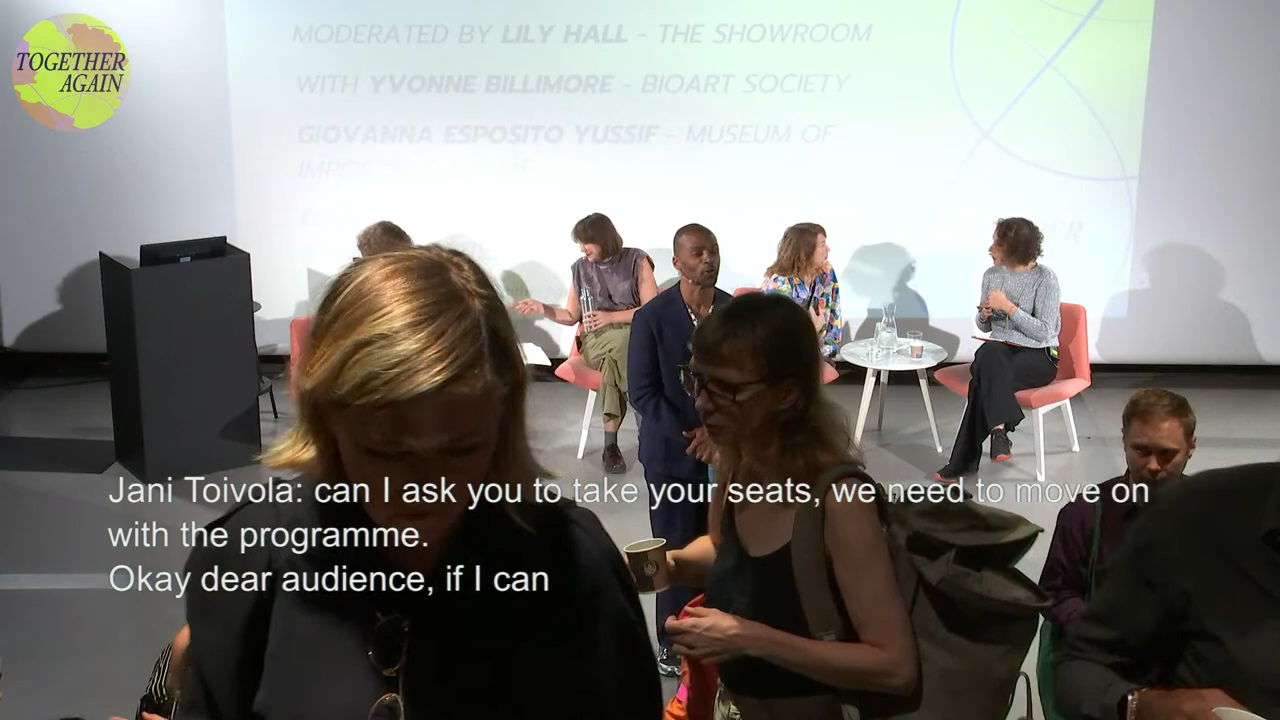 TOGETHER
AGAIN
MODERATED BY LILY HALL - THE SHOWROOM
WITH YVONNE BILLIMORE - BIOART SOCIETY
GIOVANNA ESPOSITO YUSSIF - MUSEUM OF
Jani Toivola: can I ask you to take your seats, we need to move on
with the programme.
Okay dear audience, if I can